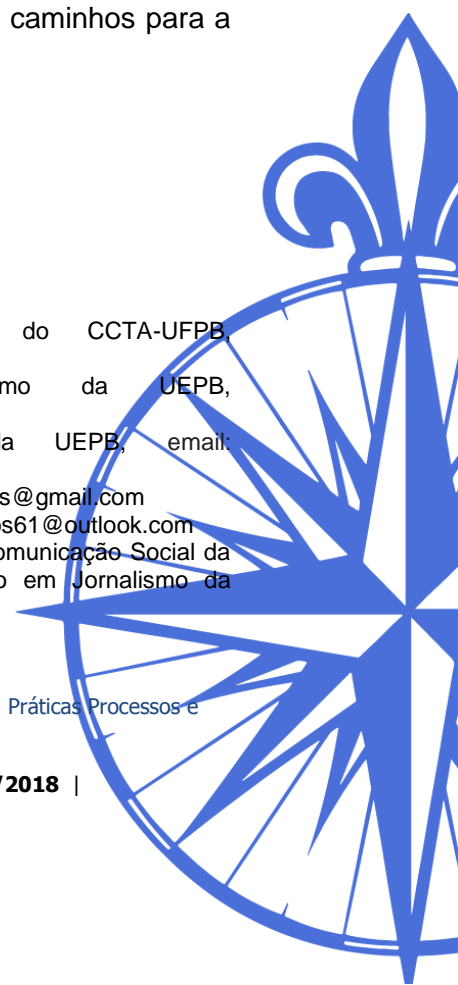 caminhos para a
do CCTA-UFPB,
mo da UEPB,
a UEPB, email:
s@gmail.com
os61@outlook.com
omunicação Social da
o em Jornalismo da
Práticas Processos e
/2018 |